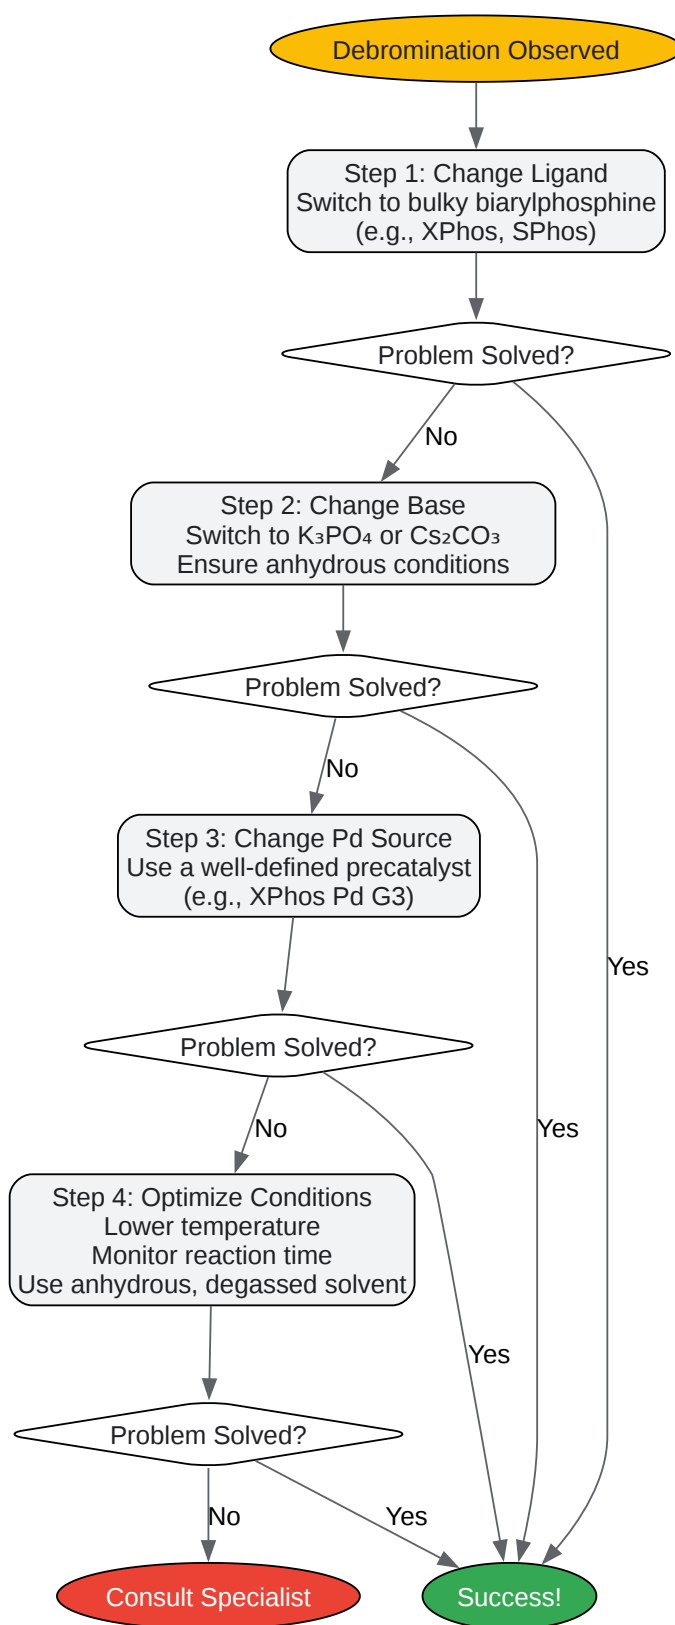 Debromination Observed
Step 1: Change Ligand
Switch to bulky biarylphosphine
(e.g., XPhos, SPhos)
Problem Solved?
No
Step 2: Change Base
Switch to K₃PO₄ or Cs₂CO₃
Ensure anhydrous conditions
Problem Solved?
No
Step 3: Change Pd Source
Use a well-defined precatalyst
(e.g., XPhos Pd G3)
Yes
Problem Solved?
No
Yes
Step 4: Optimize Conditions
Lower temperature
Monitor reaction time
Use anhydrous, degassed solvent
Yes
Problem Solved?
No
Yes
Consult Specialist
Success!